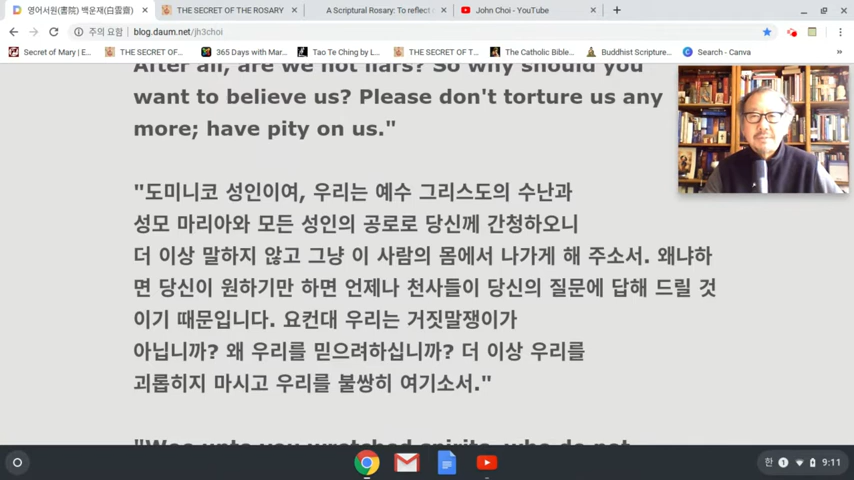 영어서원(書院) 백운재(白雲齋)
THE SECRET OF THE ROSARY
A Scriptural Rosary: To reflect
John Choi - YouTube
주의 요함
blog.daum.net/jh3choi
Secret of Mary | E...
THE SECRET OF...
365 Days with Mar...
Tao Te Ching by L...
THE SECRET OF T...
The Catholic Bible...
Buddhist Scripture...
Search - Canva
After all, are we not liars? So why should you
want to believe us? Please don't torture us any
more; have pity on us."
"도미니코 성인이여, 우리는 예수 그리스도의 수난과
성모 마리아와 모든 성인의 공로로 당신께 간청하오니
더 이상 말하지 않고 그냥 이 사람의 몸에서 나가게 해 주소서. 왜냐하
면 당신이 원하기만 하면 언제나 천사들이 당신의 질문에 답해 드릴 것
이기 때문입니다. 요컨대 우리는 거짓말쟁이가
아닙니까? 왜 우리를 믿으려하십니까? 더 이상 우리를
괴롭히지 마시고 우리를 불쌍히 여기소서."
"Woe unto you wretched spirits, who do not
한
1
9:11